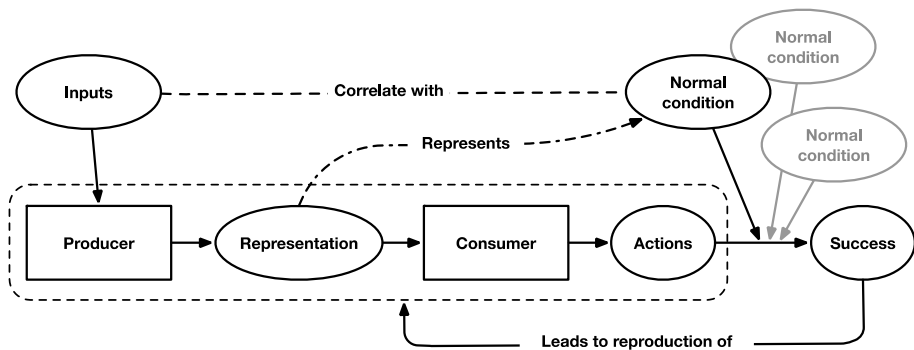 Normal
condition
Inputs
Correlate with
Normal
condition
Normal
condition
Represents
Producer
Representation
Consumer
Actions
Success
Leads to reproduction of